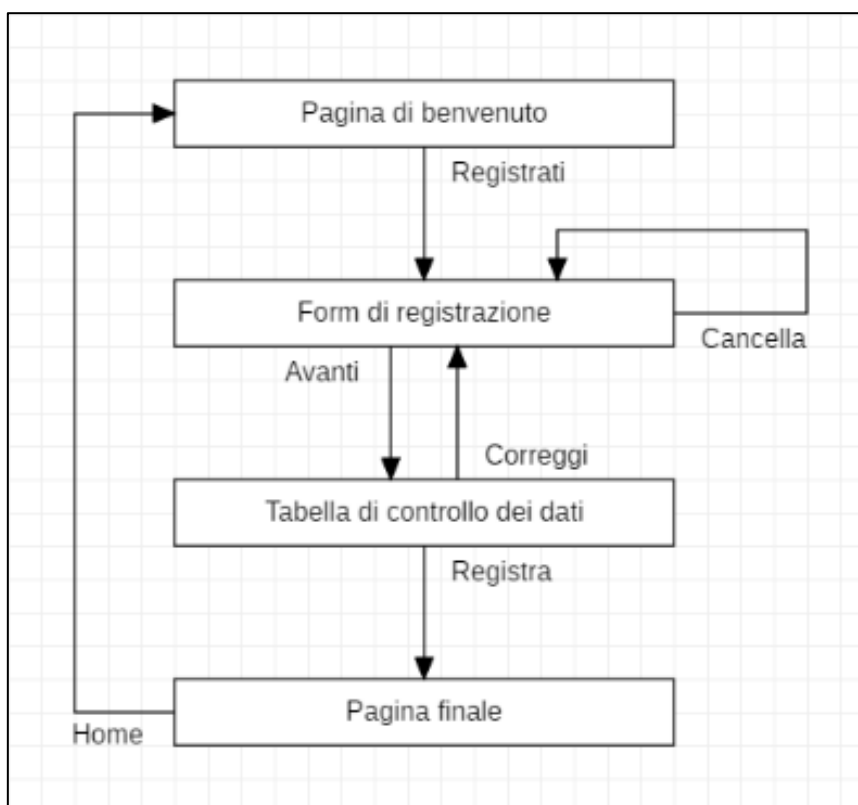 Pagina di benvenuto
Registrati
Form di registrazione
Cancella
Avanti
Correggi
Tabella di controllo dei dati
Registra
Pagina finale
Home